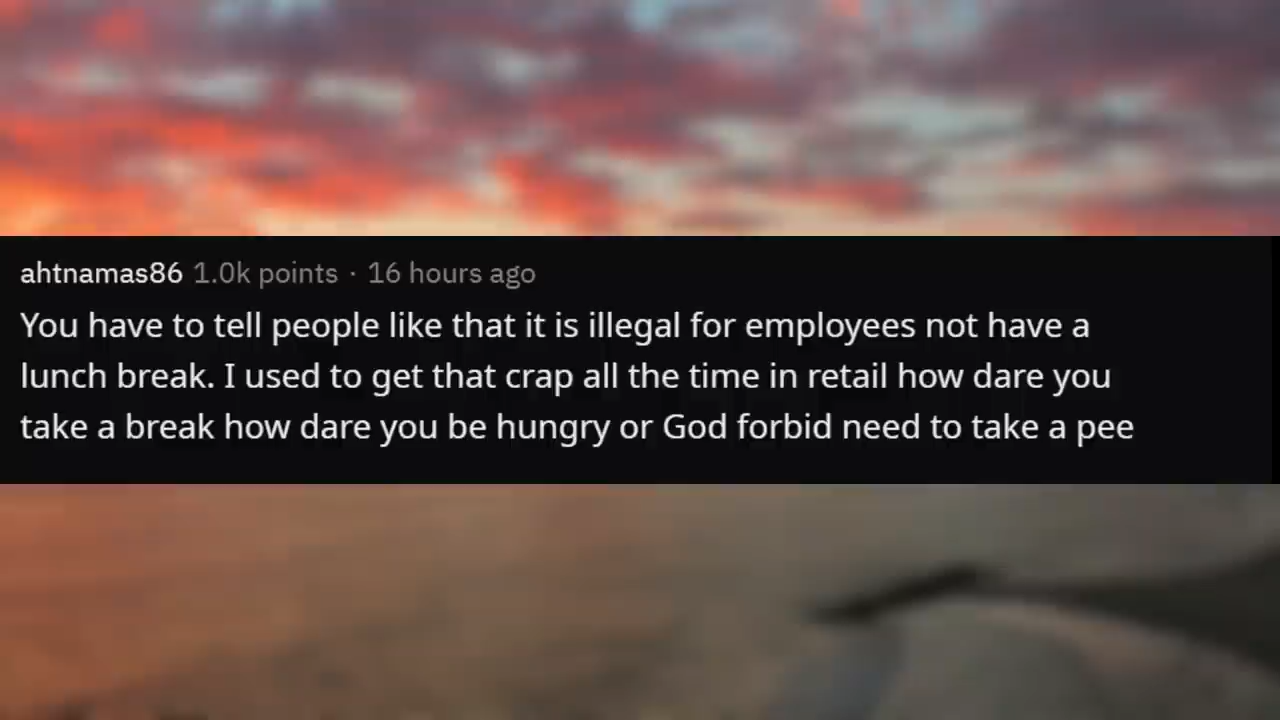 ahtnamas86 1.0k points · 16 hours ago
You have to tell people like that it is illegal for employees not have a
lunch break. I used to get that crap all the time in retail how dare you
take a break how dare you be hungry or God forbid need to take a pee